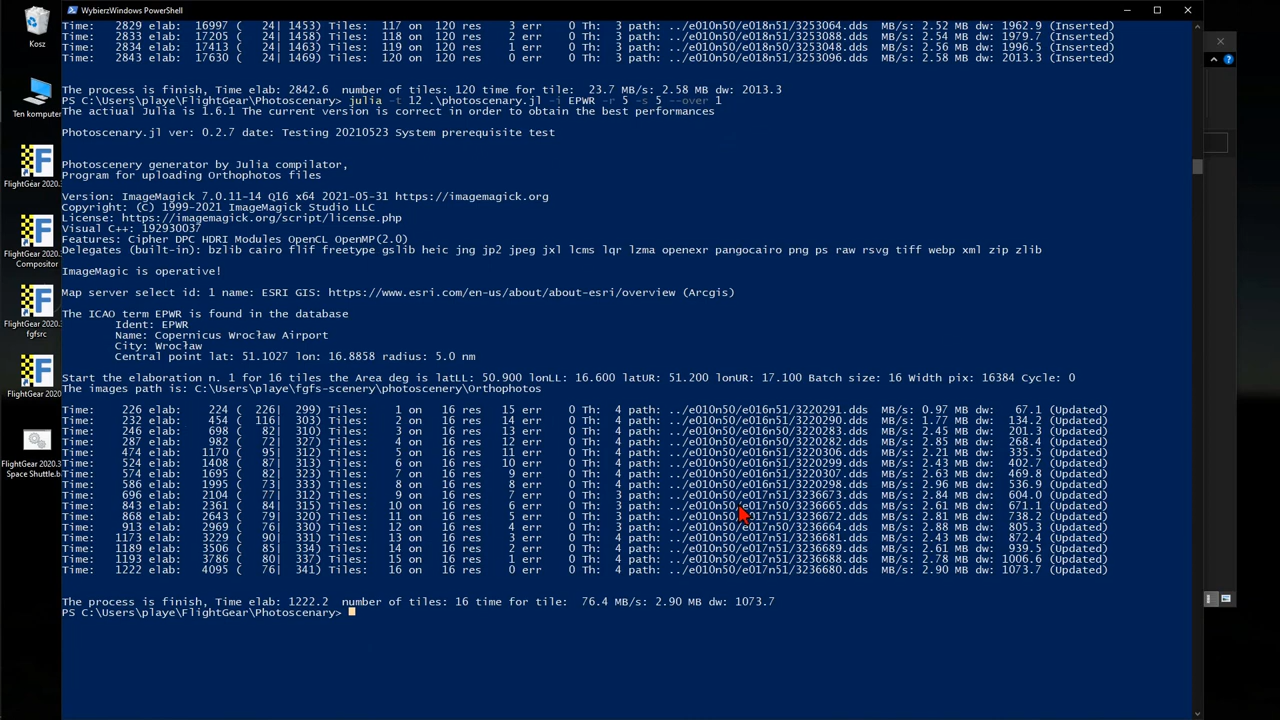 WybierzWindows PowerShell
Kosz
Ten komputer
FlightGear 2020.3
FlightGear 2020.3 Compositor
FlightGear 2020.3 fgfsrc
FlightGear 2020.3
FlightGear 2020.3 Space Shuttle.b
Time: 2829 elab: 16997 ( 24| 1454) Tiles: 117 on 120 res 3 err 0 Th: 3 path: ../e010n50/e018n50/3253064.dds MB/s: 2.52 MB dw: 1962.9 (Inserted)
Time: 2833 elab: 17205 ( 24| 1458) Tiles: 118 on 120 res 2 err 0 Th: 3 path: ../e010n50/e018n50/3253088.dds MB/s: 2.54 MB dw: 1979.7 (Inserted)
Time: 2834 elab: 17413 ( 24| 1463) Tiles: 119 on 120 res 1 err 0 Th: 3 path: ../e010n50/e018n50/3253048.dds MB/s: 2.56 MB dw: 1996.5 (Inserted)
Time: 2843 elab: 17630 ( 24| 1469) Tiles: 120 on 120 res 0 err 0 Th: 3 path: ../e010n50/e018n50/3253096.dds MB/s: 2.58 MB dw: 2013.3 (Inserted)
The process is finish, Time elab: 2842.6 number of tiles: 120 time for tile: 23.7 MB/s: 2.58 MB dw: 2013.3
PS C:\Users\playe\FlightGear\Photoscenary> julia -t 12 .\photoscenary.jl -i EPWR -r 5 -s 5 --over 1
The actiual Julia is 1.6.1 The current version is correct in order to obtain the best performances
Photoscenary.jl ver: 0.2.7 date: Testing 20210523 System prerequisite test
Photoscenery generator by Julia compilator,
Program for uploading Orthophotos files
Version: ImageMagick 7.0.11-14 Q16 x64 2021-05-31 https://imagemagick.org
Copyright: (C) 1999-2021 ImageMagick Studio LLC
License: https://imagemagick.org/script/license.php
Visual C++: 192930037
Features: Cipher DPC HDRI Modules OpenCL OpenMP(2.0)
Delegates (built-in): bzlib cairo flif freetype gslib heic jng jp2 jpeg jxl lcms lqr lzma openexr pangocairo png ps raw rsvg tiff webp xml zip zlib
ImageMagic is operative!
Map server select id: 1 name: ESRI GIS: https://www.esri.com/en-us/about/about-esri/overview (Arcgis)
The ICAO term EPWR is found in the database
Ident: EPWR
Name: Copernicus Wrocław Airport
City: Wrocław
Central point lat: 51.1027 lon: 16.8858 radius: 5.0 nm
Start the elaboration n. 1 for 16 tiles the Area deg is latLL: 50.900 lonLL: 16.600 latUR: 51.200 lonUR: 17.100 Batch size: 16 Width pix: 16384 Cycle: 0
The images path is: C:\Users\playe\fgfs-scenery\photoscenery\Orthophotos
Time: 226 elab: 224 ( 226| 299) Tiles: 1 on 16 res 15 err 0 Th: 4 path: ../e010n50/e016n51/3220291.dds MB/s: 0.97 MB dw: 67.1 (Updated)
Time: 232 elab: 454 ( 116| 303) Tiles: 2 on 16 res 14 err 0 Th: 4 path: ../e010n50/e016n51/3220290.dds MB/s: 1.77 MB dw: 134.2 (Updated)
Time: 246 elab: 698 ( 82| 310) Tiles: 3 on 16 res 13 err 0 Th: 4 path: ../e010n50/e016n51/3220283.dds MB/s: 2.45 MB dw: 201.3 (Updated)
Time: 287 elab: 982 ( 72| 327) Tiles: 4 on 16 res 12 err 0 Th: 4 path: ../e010n50/e016n51/3220282.dds MB/s: 2.85 MB dw: 268.4 (Updated)
Time: 474 elab: 1170 ( 95| 312) Tiles: 5 on 16 res 11 err 0 Th: 4 path: ../e010n50/e016n51/3220306.dds MB/s: 2.21 MB dw: 335.5 (Updated)
Time: 524 elab: 1408 ( 87| 313) Tiles: 6 on 16 res 10 err 0 Th: 4 path: ../e010n50/e016n51/3220299.dds MB/s: 2.43 MB dw: 402.7 (Updated)
Time: 574 elab: 1695 ( 82| 323) Tiles: 7 on 16 res 9 err 0 Th: 4 path: ../e010n50/e016n51/3220307.dds MB/s: 2.63 MB dw: 469.8 (Updated)
Time: 586 elab: 1995 ( 73| 333) Tiles: 8 on 16 res 8 err 0 Th: 4 path: ../e010n50/e016n51/3220298.dds MB/s: 2.96 MB dw: 536.9 (Updated)
Time: 696 elab: 2104 ( 77| 312) Tiles: 9 on 16 res 7 err 0 Th: 3 path: ../e010n50/e017n50/3236673.dds MB/s: 2.84 MB dw: 604.0 (Updated)
Time: 843 elab: 2361 ( 84| 315) Tiles: 10 on 16 res 6 err 0 Th: 3 path: ../e010n50/e017n50/3236665.dds MB/s: 2.61 MB dw: 671.1 (Updated)
Time: 868 elab: 2643 ( 79| 320) Tiles: 11 on 16 res 5 err 0 Th: 3 path: ../e010n50/e017n50/3236672.dds MB/s: 2.81 MB dw: 738.2 (Updated)
Time: 913 elab: 2969 ( 76| 330) Tiles: 12 on 16 res 4 err 0 Th: 3 path: ../e010n50/e017n50/3236664.dds MB/s: 2.88 MB dw: 805.3 (Updated)
Time: 1173 elab: 3229 ( 90| 331) Tiles: 13 on 16 res 3 err 0 Th: 4 path: ../e010n50/e017n51/3236681.dds MB/s: 2.43 MB dw: 872.4 (Updated)
Time: 1189 elab: 3506 ( 85| 334) Tiles: 14 on 16 res 2 err 0 Th: 4 path: ../e010n50/e017n51/3236689.dds MB/s: 2.61 MB dw: 939.5 (Updated)
Time: 1193 elab: 3786 ( 80| 337) Tiles: 15 on 16 res 1 err 0 Th: 4 path: ../e010n50/e017n51/3236688.dds MB/s: 2.78 MB dw: 1006.6 (Updated)
Time: 1222 elab: 4095 ( 76| 341) Tiles: 16 on 16 res 0 err 0 Th: 4 path: ../e010n50/e017n51/3236680.dds MB/s: 2.90 MB dw: 1073.7 (Updated)
The process is finish, Time elab: 1222.2 number of tiles: 16 time for tile: 76.4 MB/s: 2.90 MB dw: 1073.7
PS C:\Users\playe\FlightGear\Photoscenary>